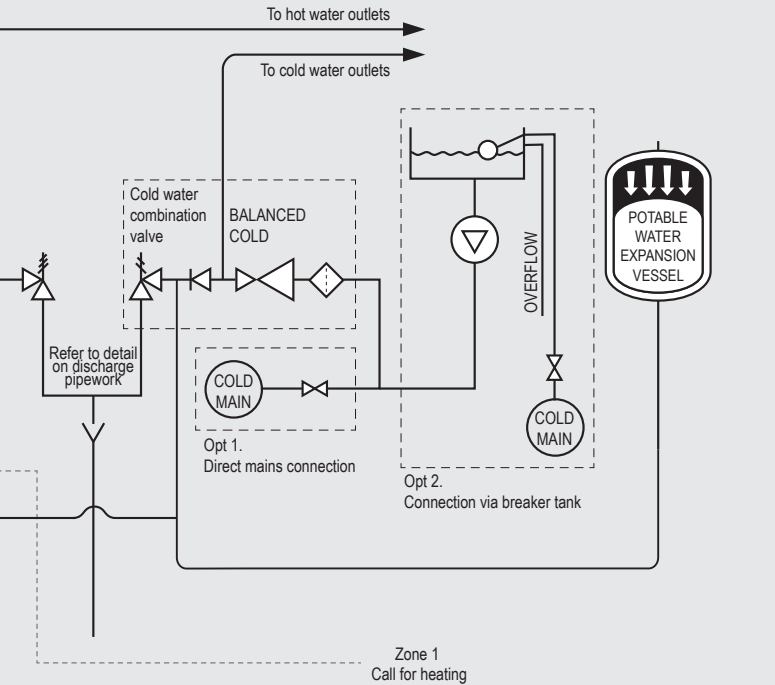 To hot water outlets
To cold water outlets
Cold water
combination
valve
BALANCED
COLD
OVERFLOW
POTABLE
WATER
EXPANSION
VESSEL
Refer to detail
on discharge
pipework
COLD
MAIN
Opt 1.
Direct mains connection
COLD
MAIN
Opt 2.
Connection via breaker tank
Zone 1
Call for heating